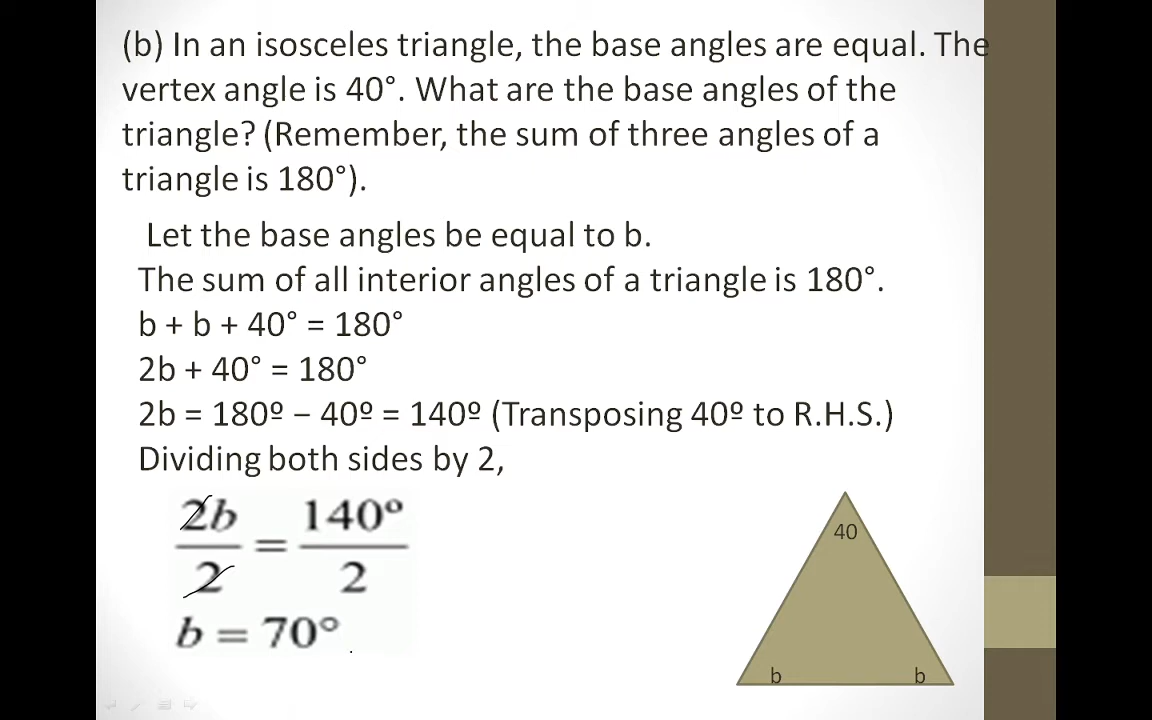 (b) In an isosceles triangle, the base angles are equal. The
vertex angle is 40°. What are the base angles of the
triangle? (Remember, the sum of three angles of a
triangle is 180°).
Let the base angles be equal to b.
The sum of all interior angles of a triangle is 180°.
b + b + 40° = 180°
2b + 40° = 180°
2b = 180º − 40º = 140º (Transposing 40º to R.H.S.)
Dividing both sides by 2,
2b/2 = 140º/2
b = 70°
40
b b